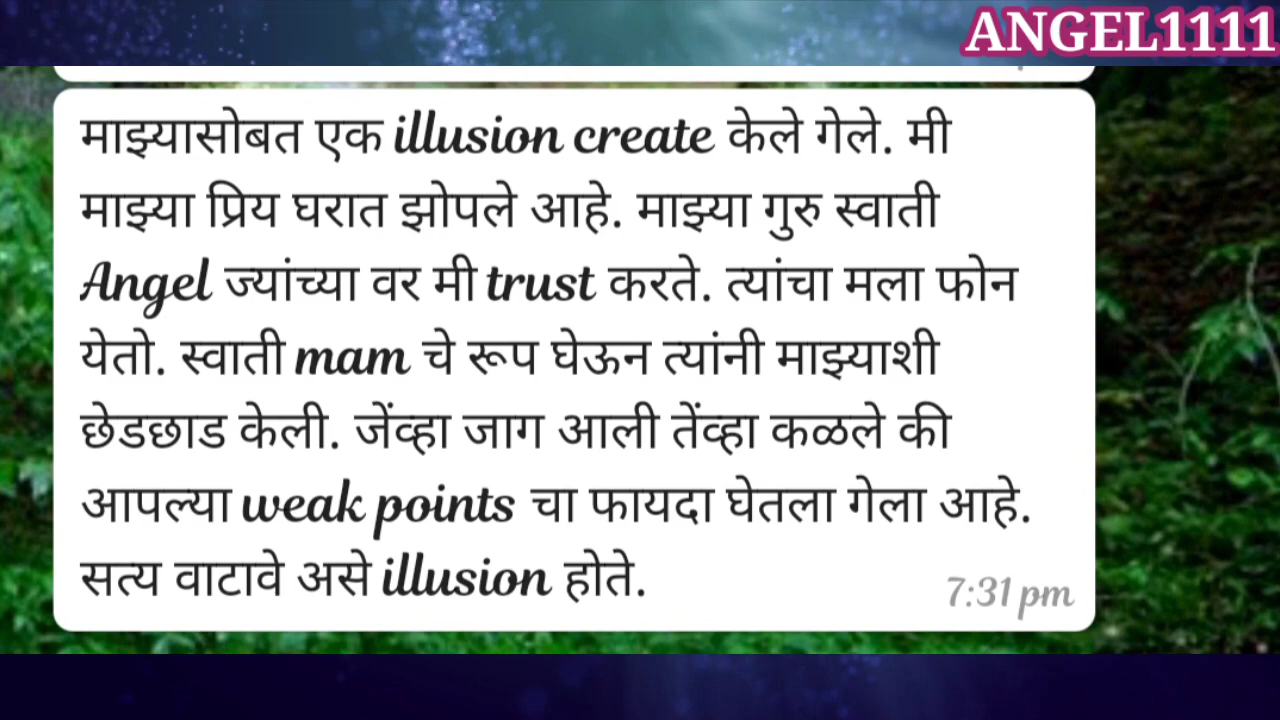 ANGEL1111
माझ्यासोबत एक illusion create केले गेले. मी
माझ्या प्रिय घरात झोपले आहे. माझ्या गुरु स्वाती
Angel ज्यांच्या वर मी trust करते. त्यांचा मला फोन
येतो. स्वाती mam चे रूप घेऊन त्यांनी माझ्याशी
छेडछाड केली. जेंव्हा जाग आली तेंव्हा कळले की
आपल्या weak points चा फायदा घेतला गेला आहे.
सत्य वाटावे असे illusion होते.
7:31 pm